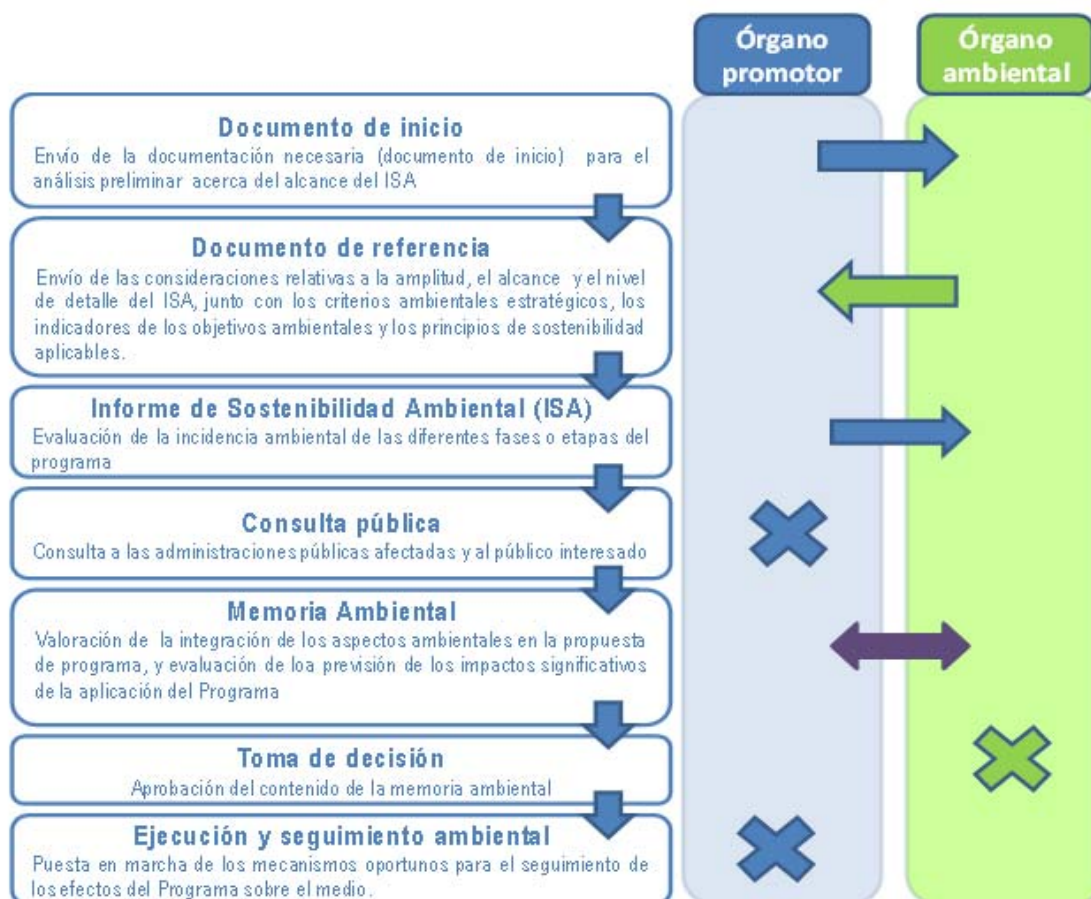 Órgano
promotor
Órgano
ambiental
Documento de inicio
Envío de la documentación necesaria (documento de inicio) para el
análisis preliminar acerca del alcance del ISA
Documento de referencia
Envío de las consideraciones relativas a la amplitud, el alcance y el nivel
de detalle del ISA, junto con los criterios ambientales estratégicos, los
indicadores de los objetivos ambientales y los principios de sostenibilidad
aplicables.
Informe de Sostenibilidad Ambiental (ISA)
Evaluación de la incidencia ambiental de las diferentes fases o etapas del
programa
Consulta pública
Consulta a las administraciones públicas afectadas y al público interesado
Memoria Ambiental
Valoración de la integración de los aspectos ambientales en la propuesta
de programa, y evaluación de loa previsión de los impactos significativos
de la aplicación del Programa
Toma de decisión
Aprobación del contenido de la memoria ambiental
Ejecución y seguimiento ambiental
Puesta en marcha de los mecanismos oportunos para el seguimiento de
los efectos del Programa sobre el medio.